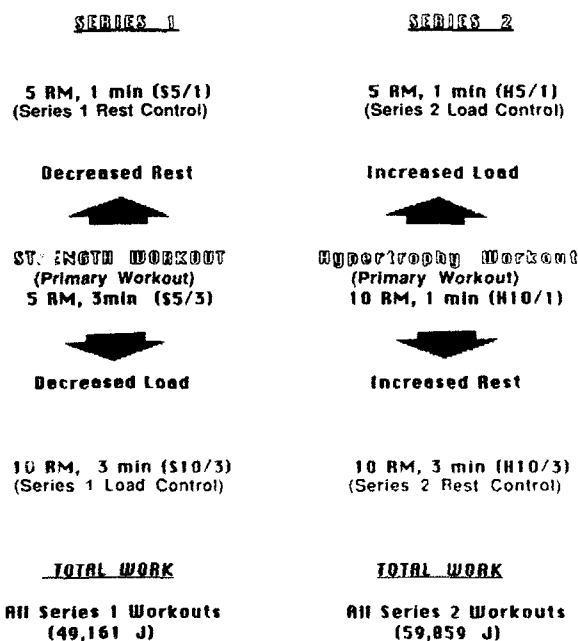 SERIES 1
5 RM, 1 min (S5/1)
(Series 1 Rest Control)
Decreased Rest
STRENGTH WORKOUT
(Primary Workout)
5 RM, 3min (S5/3)
Decreased Load
10 RM, 3 min (S10/3)
(Series 1 Load Control)
TOTAL WORK
All Series 1 Workouts
(49,161 J)
SERIES 2
5 RM, 1 min (H5/1)
(Series 2 Load Control)
Increased Load
Hypertrophy Workout
(Primary Workout)
10 RM, 1 min (H10/1)
Increased Rest
10 RM, 3 min (H10/3)
(Series 2 Rest Control)
TOTAL WORK
All Series 2 Workouts
(59,859 J)